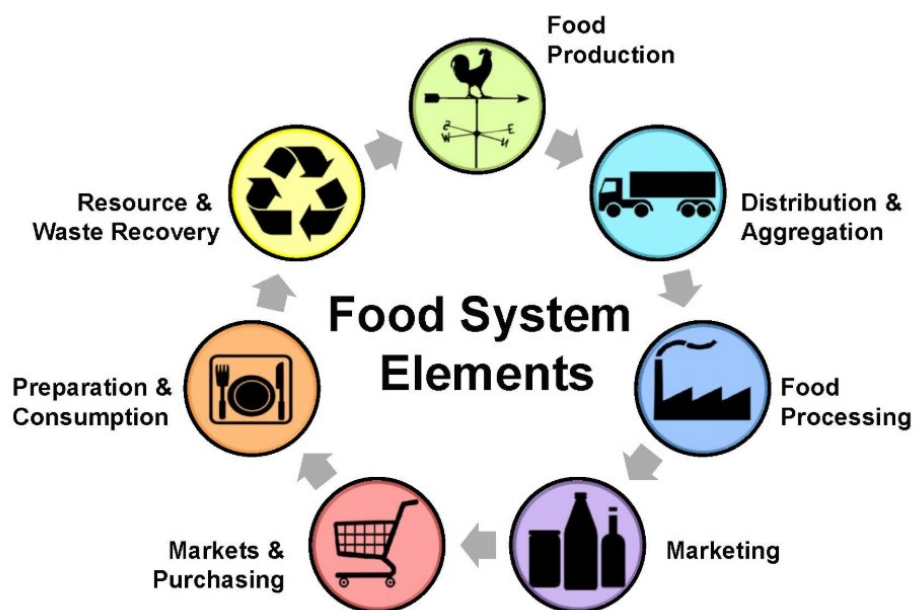 Food
Production
Distribution &
Aggregation
Food
Processing
Marketing
Markets &
Purchasing
Preparation &
Consumption
Resource &
Waste Recovery
Food System
Elements
S
E
W
N